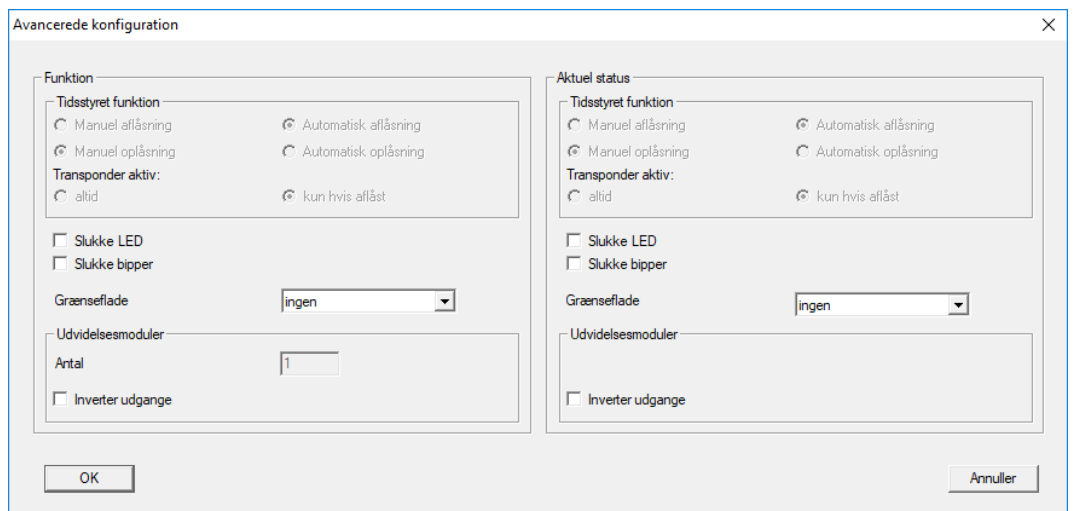 Avancerede konfiguration
Funktion
Tidsstyret funktion
Manuel aflåsning
Automatisk aflåsning
Manuel oplåsning
Automatisk oplåsning
Transponder aktiv:
altid
kun hvis aflåst
Slukke LED
Slukke bipper
Grænseflade
ingen
Udvidelsesmoduler
Antal
1
Inverter udgange
Aktuel status
Tidsstyret funktion
Manuel aflåsning
Automatisk aflåsning
Manuel oplåsning
Automatisk oplåsning
Transponder aktiv:
altid
kun hvis aflåst
Slukke LED
Slukke bipper
Grænseflade
ingen
Udvidelsesmoduler
Inverter udgange
OK
Annuller